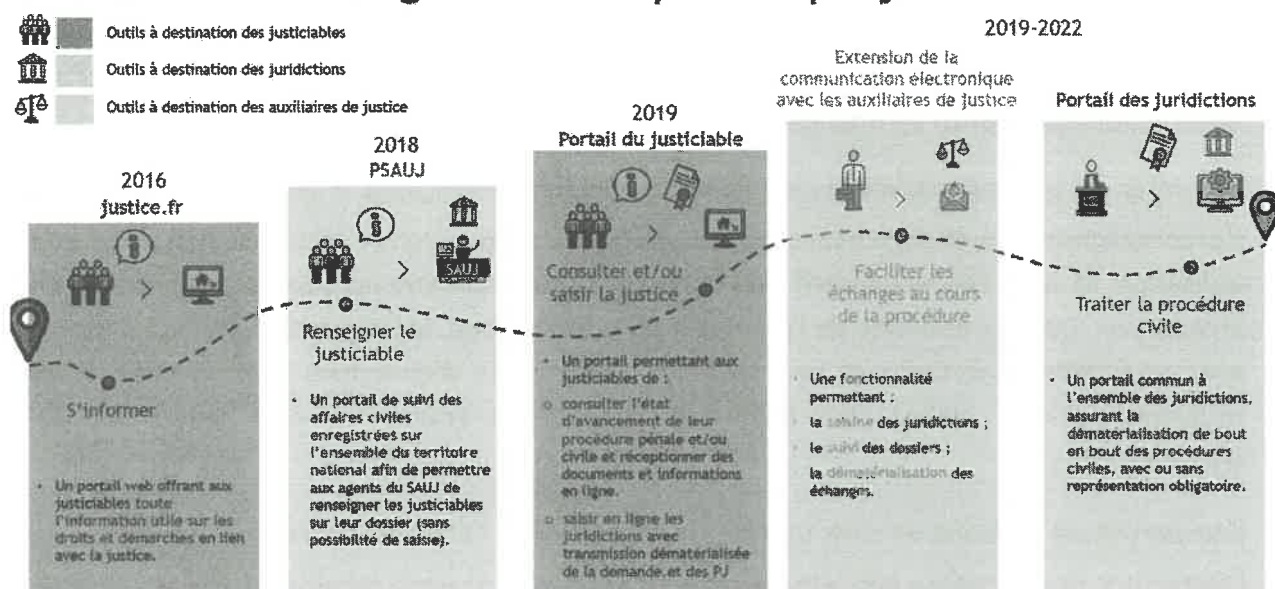 Outils à destination des justiciables
Outils à destination des juridictions
Outils à destination des auxiliaires de justice
2016
justice.fr
S'informer
• Un portail web offrant aux
justiciables toute
l'information utile sur les
droits et démarches en lien
avec la justice.
2018
PSAUJ
SAUJ
Renseigner le
justiciable
• Un portail de suivi des
affaires civiles
enregistrées sur
l'ensemble du territoire
national afin de permettre
aux agents du SAUJ de
renseigner les justiciables
sur leur dossier (sans
possibilité de saisie).
2019
Portail du justiciable
Consulter et/ou
saisir la justice
• Un portail permettant aux
justiciables de :
o consulter l'état
d'avancement de leur
procédure pénale et/ou
civile et réceptionner des
documents et informations
en ligne.
o saisir en ligne les
juridictions avec
transmission dématérialisée
de la demande.et des PJ
2019-2022
Extension de la
communication électronique
avec les auxiliaires de justice
Faciliter les
échanges au cours
de la procédure
• Une fonctionnalité
permettant :
• la saisine des juridictions ;
• le suivi des dossiers ;
• la dématérialisation des
échanges.
Portail des juridictions
Traiter la procédure
civile
• Un portail commun à
l'ensemble des juridictions,
assurant la
dématérialisation de bout
en bout des procédures
civiles, avec ou sans
représentation obligatoire.